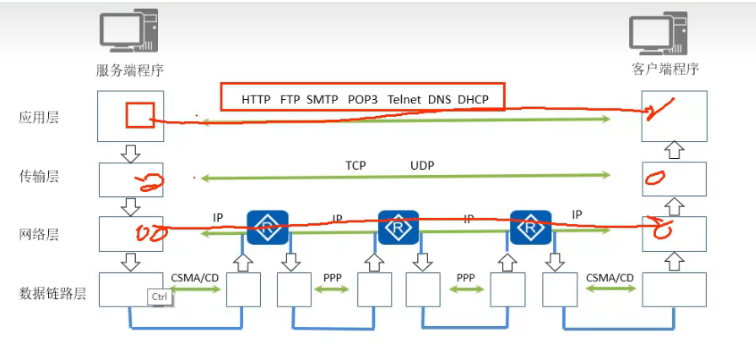 服务端程序
客户端程序
HTTP FTP SMTP POP3 Telnet DNS DHCP
应用层
TCP UDP
传输层
IP IP IP IP
R R R
网络层
CSMA/CD PPP PPP CSMA/CD
数据链路层
Ctrl